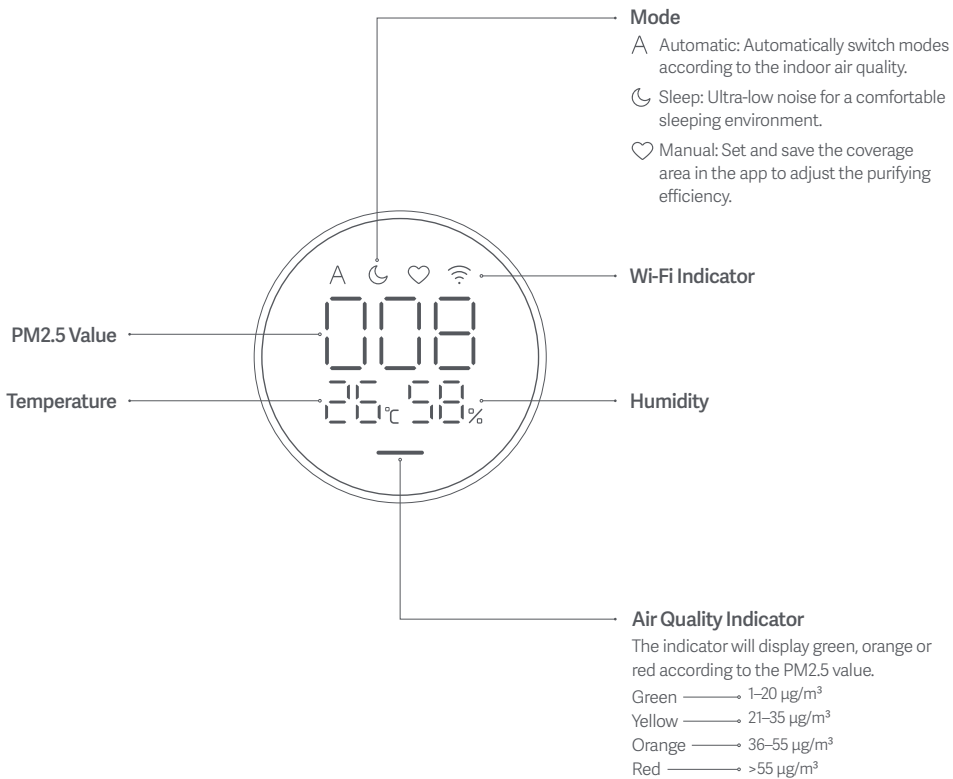 Mode
A Automatic: Automatically switch modes
according to the indoor air quality.
Sleep: Ultra-low noise for a comfortable
sleeping environment.
Manual: Set and save the coverage
area in the app to adjust the purifying
efficiency.
A
Wi-Fi Indicator
008
PM2.5 Value
Temperature
26℃ 58%
Humidity
Air Quality Indicator
The indicator will display green, orange or
red according to the PM2.5 value.
Green 1–20 µg/m³
Yellow 21–35 µg/m³
Orange 36–55 µg/m³
Red >55 µg/m³